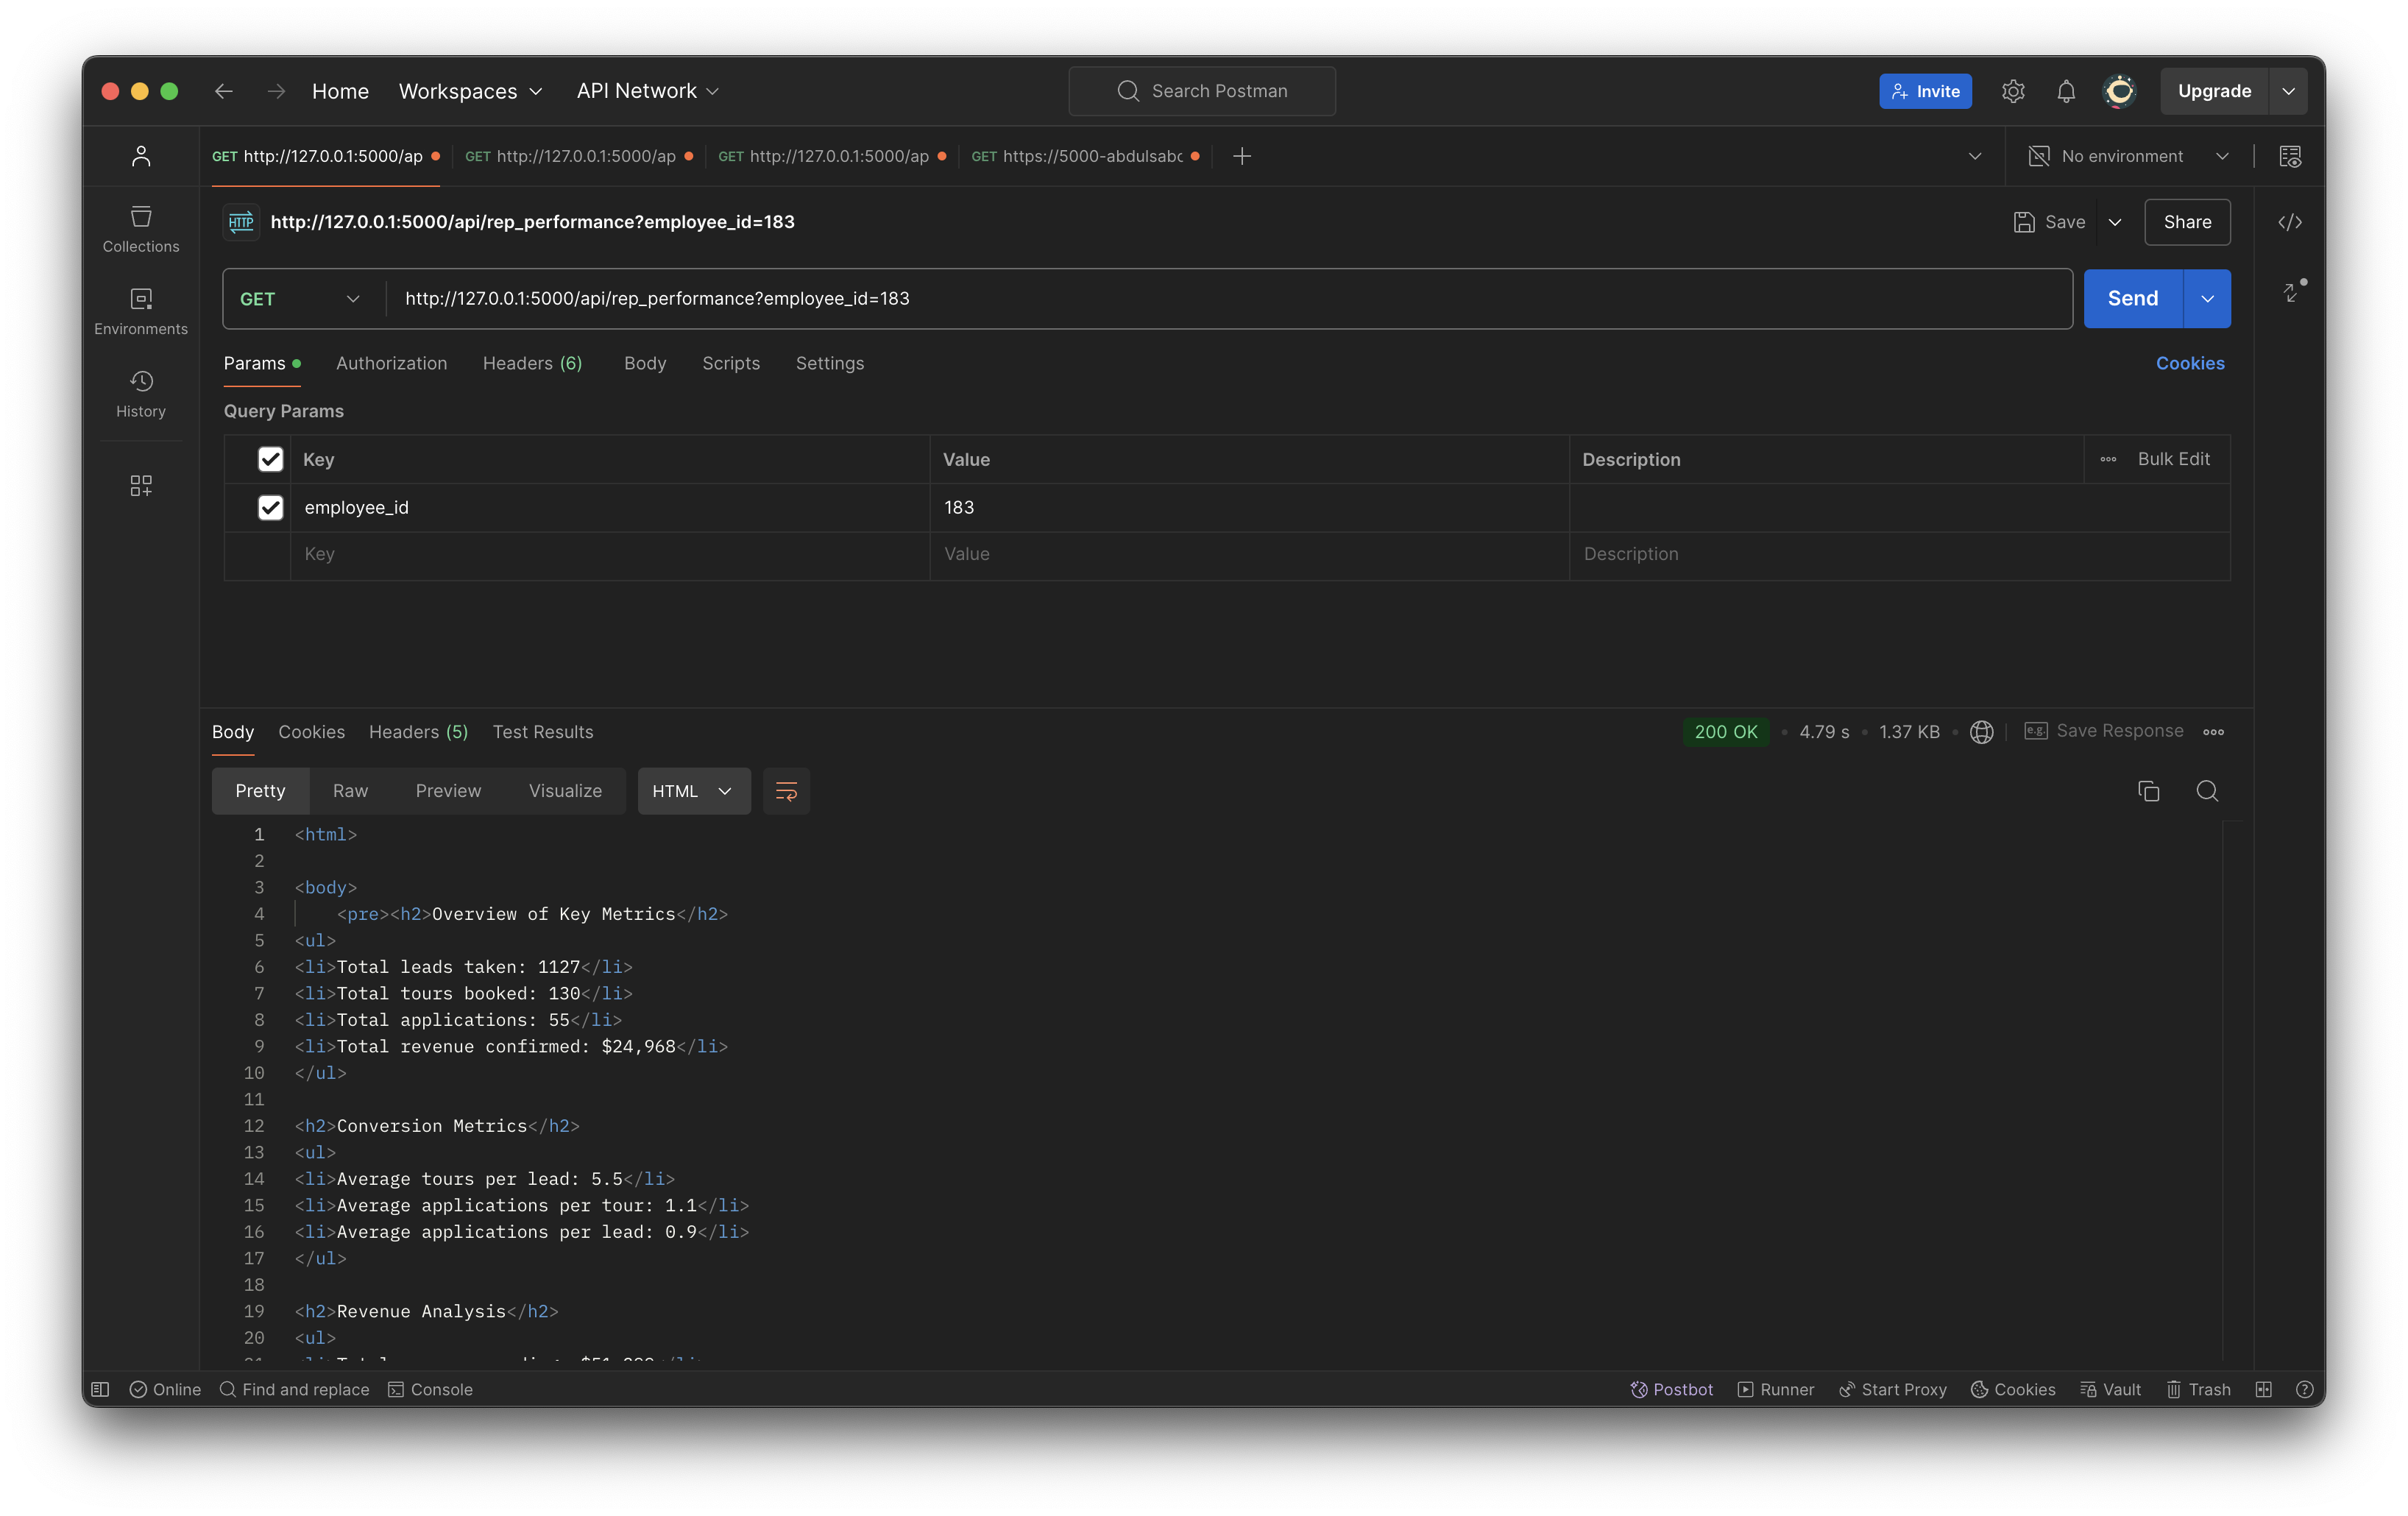 Home
Workspaces
API Network
Search Postman
Invite
Upgrade
GET http://127.0.0.1:5000/ap
GET http://127.0.0.1:5000/ap
GET http://127.0.0.1:5000/ap
GET https://5000-abdulsabc
No environment
Collections
Environments
History
HTTP
http://127.0.0.1:5000/api/rep_performance?employee_id=183
Save
Share
GET
http://127.0.0.1:5000/api/rep_performance?employee_id=183
Send
Params
Authorization
Headers (6)
Body
Scripts
Settings
Cookies
Query Params
Key
Value
Description
Bulk Edit
employee_id
183
Key
Value
Description
Body
Cookies
Headers (5)
Test Results
200 OK
4.79 s
1.37 KB
e.g.
Save Response
Pretty
Raw
Preview
Visualize
HTML
1 <html>
2
3 <body>
4 <pre><h2>Overview of Key Metrics</h2>
5 <ul>
6 <li>Total leads taken: 1127</li>
7 <li>Total tours booked: 130</li>
8 <li>Total applications: 55</li>
9 <li>Total revenue confirmed: $24,968</li>
10 </ul>
11
12 <h2>Conversion Metrics</h2>
13 <ul>
14 <li>Average tours per lead: 5.5</li>
15 <li>Average applications per tour: 1.1</li>
16 <li>Average applications per lead: 0.9</li>
17 </ul>
18
19 <h2>Revenue Analysis</h2>
20 <ul>
Online
Find and replace
Console
Postbot
Runner
Start Proxy
Cookies
Vault
Trash